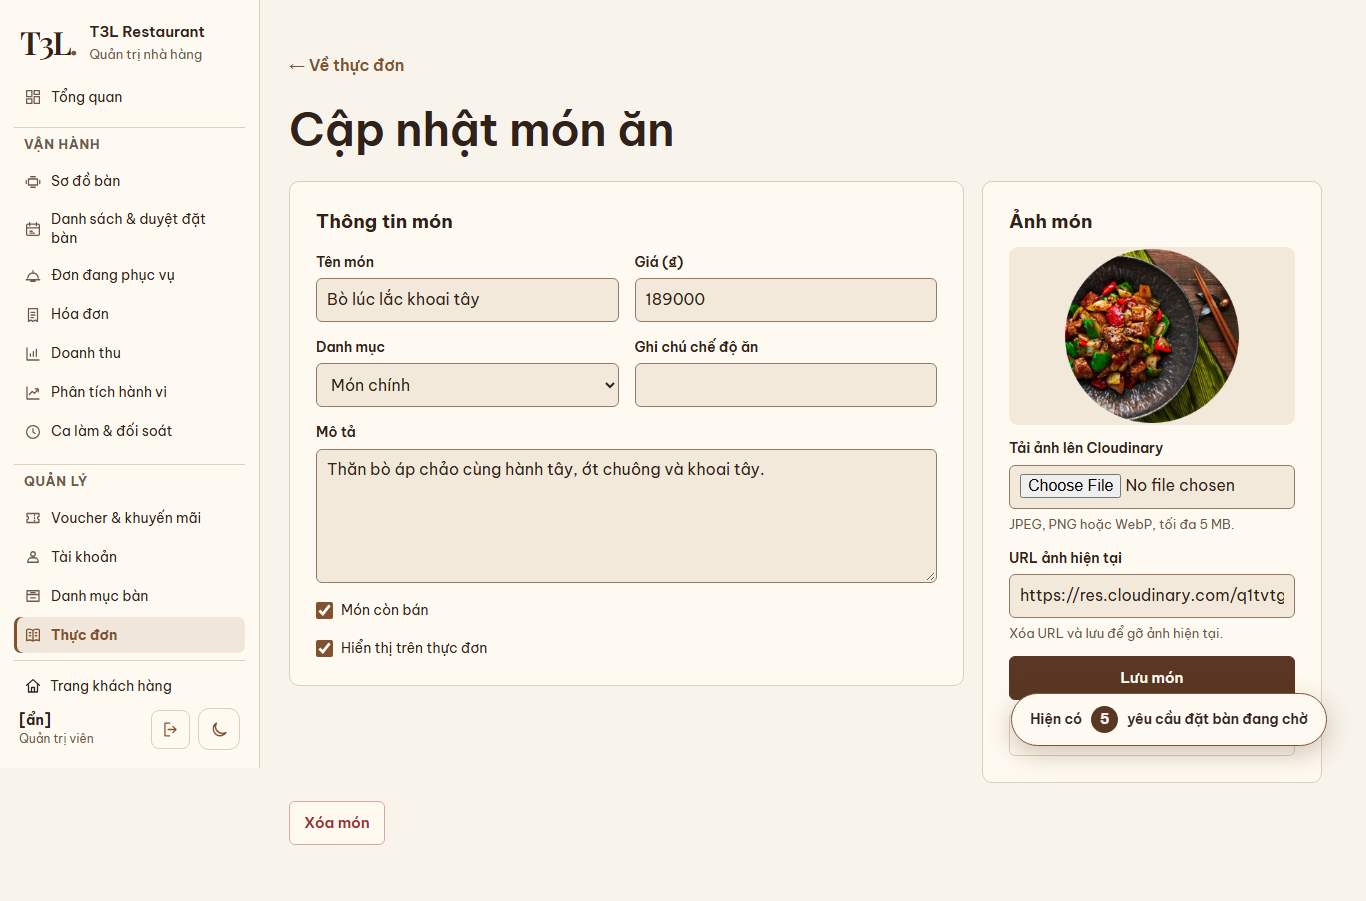 T3L.
T3L Restaurant
Quản trị nhà hàng
Tổng quan
VẬN HÀNH
Sơ đồ bàn
Danh sách & duyệt đặt
bàn
Đơn đang phục vụ
Hóa đơn
Doanh thu
Phân tích hành vi
Ca làm & đối soát
QUẢN LÝ
Voucher & khuyến mãi
Tài khoản
Danh mục bàn
Thực đơn
Trang khách hàng
[ẩn]
Quản trị viên
← Về thực đơn
Cập nhật món ăn
Thông tin món
Tên món
Giá (₫)
Bò lúc lắc khoai tây
189000
Danh mục
Ghi chú chế độ ăn
Món chính
Mô tả
Thăn bò áp chảo cùng hành tây, ớt chuông và khoai tây.
Món còn bán
Hiển thị trên thực đơn
Ảnh món
Tải ảnh lên Cloudinary
Choose File No file chosen
JPEG, PNG hoặc WebP, tối đa 5 MB.
URL ảnh hiện tại
https://res.cloudinary.com/q1tvtg
Xóa URL và lưu để gỡ ảnh hiện tại.
Lưu món
Hiện có 5 yêu cầu đặt bàn đang chờ
Xóa món